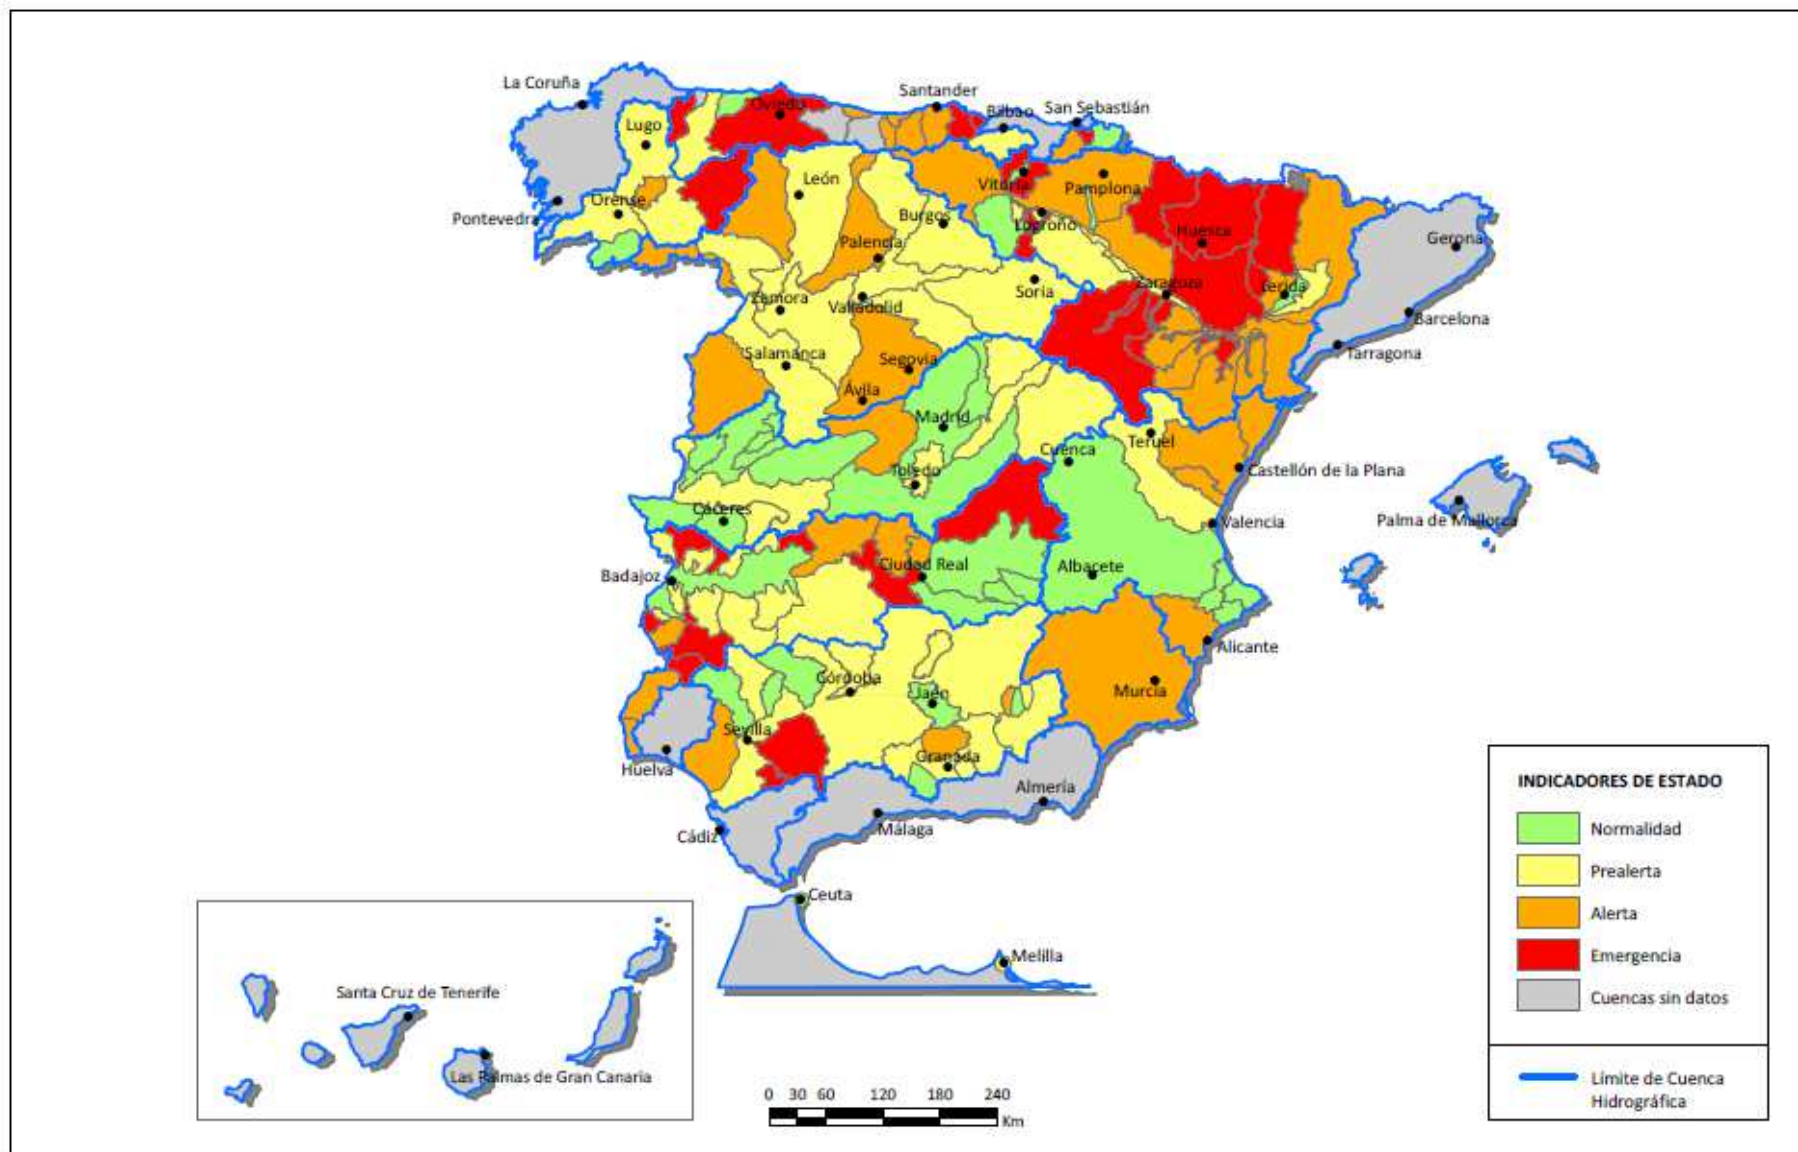 La Coruña
Santander
Oviedo
Bilbao
San Sebastián
Lugo
León
Vitoria
Pamplona
Orense
Pontevedra
Burgos
Logroño
Huesca
Gerona
Palencia
Zamora
Valladolid
Soria
Zaragoza
Lerida
Barcelona
Salamanca
Segovia
Tarragona
Ávila
Madrid
Teruel
Cuenca
Toledo
Castellón de la Plana
Cáceres
Valencia
Palma de Mallorca
Badajoz
Ciudad Real
Albacete
Alicante
Córdoba
Jaén
Murcia
Sevilla
Granada
Huelva
Almería
Cádiz
Málaga
Ceuta
Melilla
Santa Cruz de Tenerife
Las Palmas de Gran Canaria
0 30 60 120 180 240
Km
INDICADORES DE ESTADO
Normalidad
Prealerta
Alerta
Emergencia
Cuencas sin datos
Límite de Cuenca
Hidrográfica